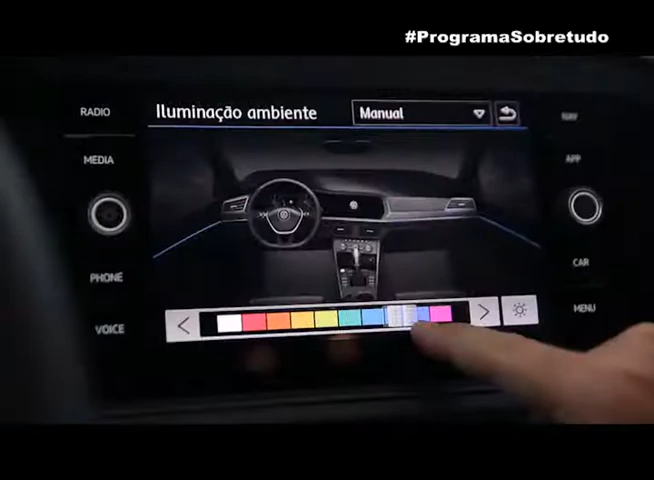 #ProgramaSobretudo
RADIO
Iluminação ambiente
Manual
NAV
MEDIA
APP
PHONE
CAR
VOICE
MENU